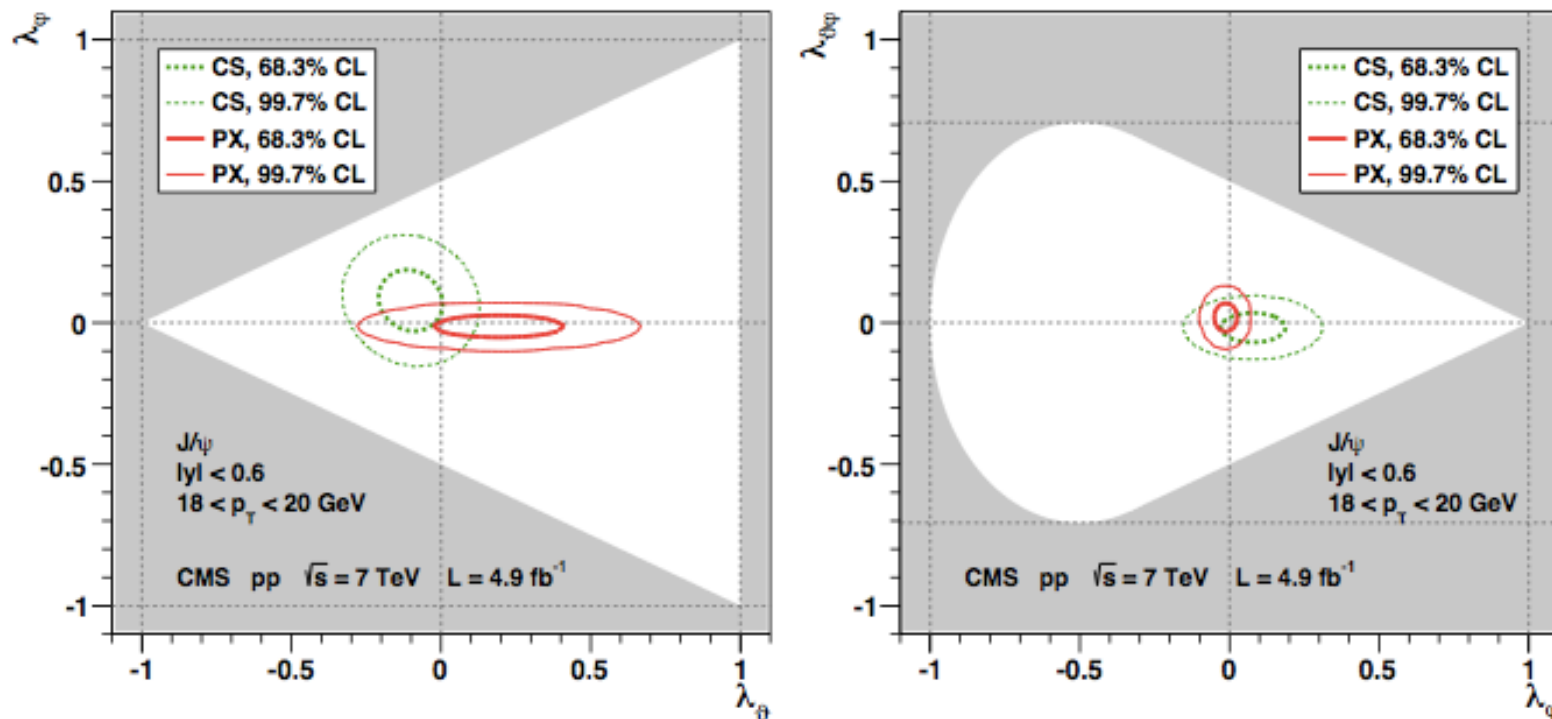 λφ
1
0.5
0
-0.5
-1
-1 -0.5 0 0.5 1
λϑ
CS, 68.3% CL
CS, 99.7% CL
PX, 68.3% CL
PX, 99.7% CL
J/ψ
|y| < 0.6
18 < pT < 20 GeV
CMS pp √s = 7 TeV L = 4.9 fb⁻¹
λϑφ
1
0.5
0
-0.5
-1
-1 -0.5 0 0.5 1
λφ
CS, 68.3% CL
CS, 99.7% CL
PX, 68.3% CL
PX, 99.7% CL
J/ψ
|y| < 0.6
18 < pT < 20 GeV
CMS pp √s = 7 TeV L = 4.9 fb⁻¹